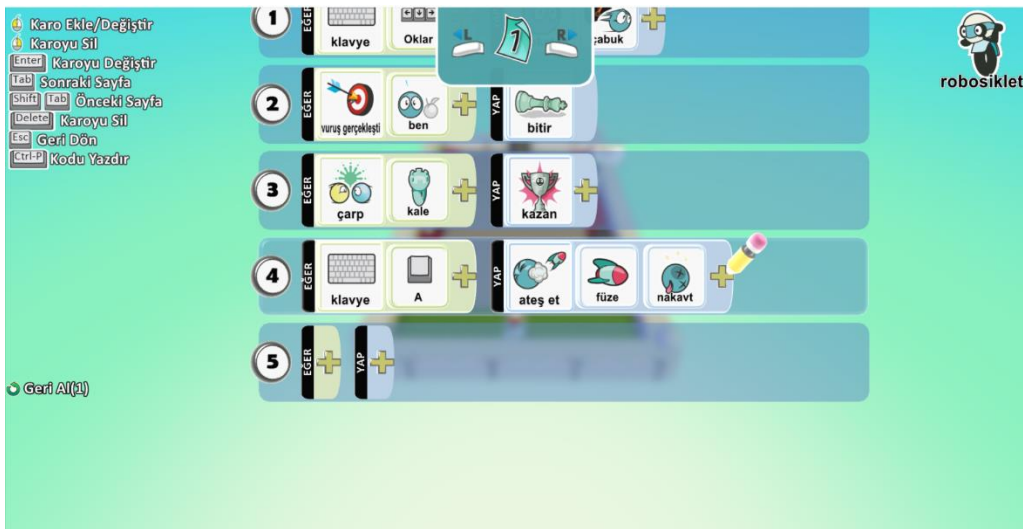 Karo Ekle/Değiştir
Karoyu Sil
Enter Karoyu Değiştir
Tab Sonraki Sayfa
Shift Tab Önceki Sayfa
Delete Karoyu Sil
Esc Geri Dön
Ctrl-P Kodu Yazdır
Geri Al(1)
L 1 R
robosiklet
1 EĞER klavye Oklar çabuk
2 EĞER vuruş gerçekleşti ben YAP bitir
3 EĞER çarp kale YAP kazan
4 EĞER klavye A YAP ateş et füze nakavt
5 EĞER YAP